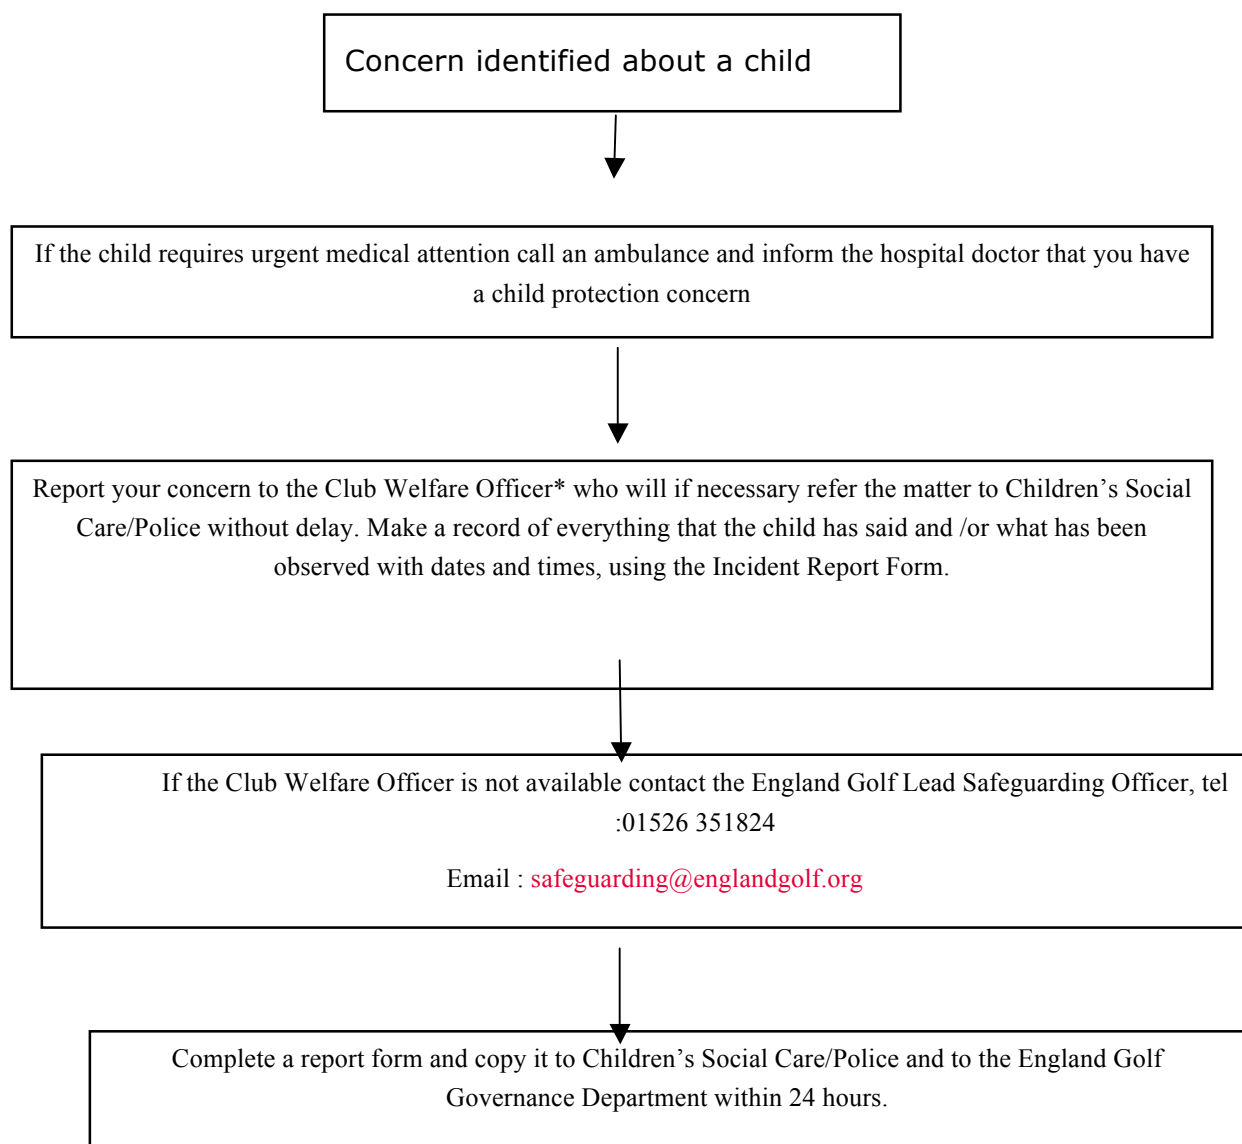 Concern identified about a child
If the child requires urgent medical attention call an ambulance and inform the hospital doctor that you have
a child protection concern
Report your concern to the Club Welfare Officer* who will if necessary refer the matter to Children’s Social
Care/Police without delay. Make a record of everything that the child has said and /or what has been
observed with dates and times, using the Incident Report Form.
If the Club Welfare Officer is not available contact the England Golf Lead Safeguarding Officer, tel
:01526 351824
Email : safeguarding@englandgolf.org
Complete a report form and copy it to Children’s Social Care/Police and to the England Golf
Governance Department within 24 hours.